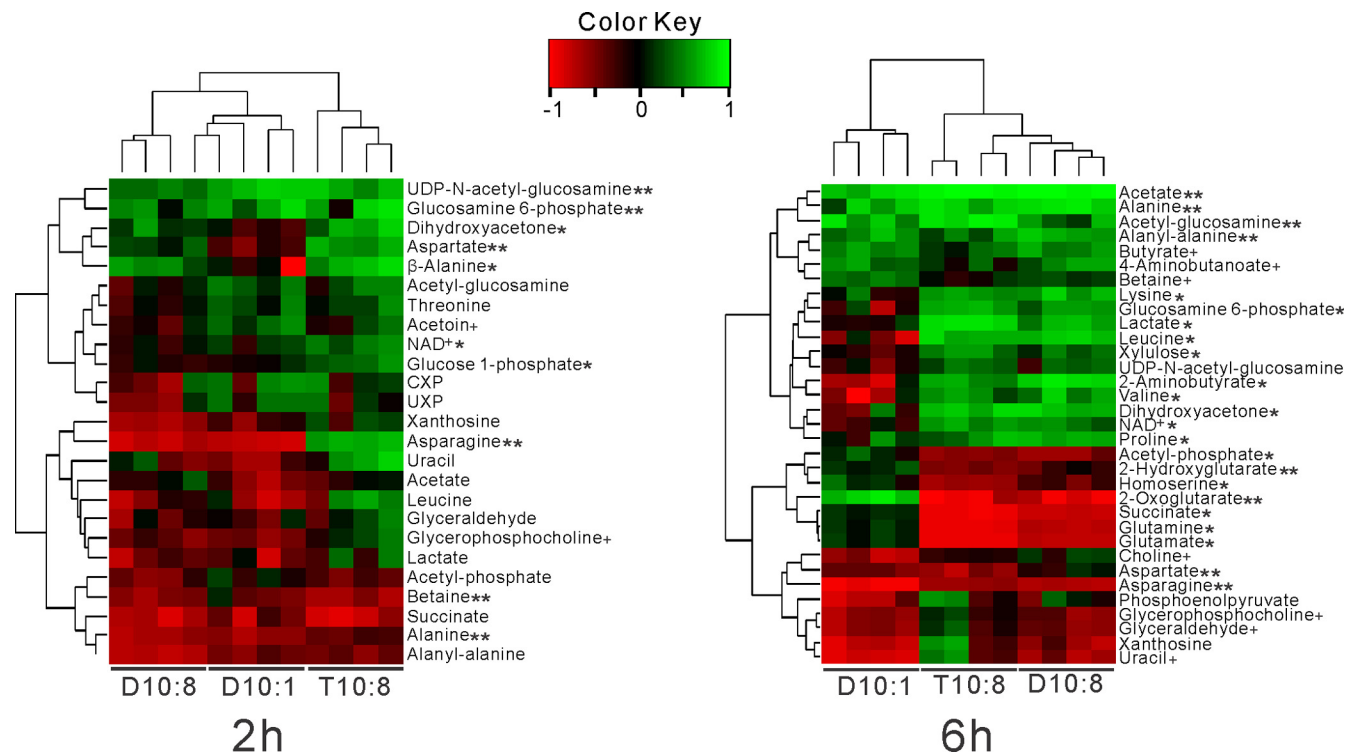 Color Key
-1 0 1
UDP-N-acetyl-glucosamine**
Glucosamine 6-phosphate**
Dihydroxyacetone*
Aspartate**
β-Alanine*
Acetyl-glucosamine
Threonine
Acetoin+
NAD+*
Glucose 1-phosphate*
CXP
UXP
Xanthosine
Asparagine**
Uracil
Acetate
Leucine
Glyceraldehyde
Glycerophosphocholine+
Lactate
Acetyl-phosphate
Betaine**
Succinate
Alanine**
Alanyl-alanine
D10:8 D10:1 T10:8
2h
Acetate**
Alanine**
Acetyl-glucosamine**
Alanyl-alanine**
Butyrate+
4-Aminobutanoate+
Betaine+
Lysine*
Glucosamine 6-phosphate*
Lactate*
Leucine*
Xylulose*
UDP-N-acetyl-glucosamine
2-Aminobutyrate*
Valine*
Dihydroxyacetone*
NAD+*
Proline*
Acetyl-phosphate*
2-Hydroxyglutarate**
Homoserine*
2-Oxoglutarate**
Succinate*
Glutamine*
Glutamate*
Choline+
Aspartate**
Asparagine**
Phosphoenolpyruvate
Glycerophosphocholine+
Glyceraldehyde+
Xanthosine
Uracil+
D10:1 T10:8 D10:8
6h